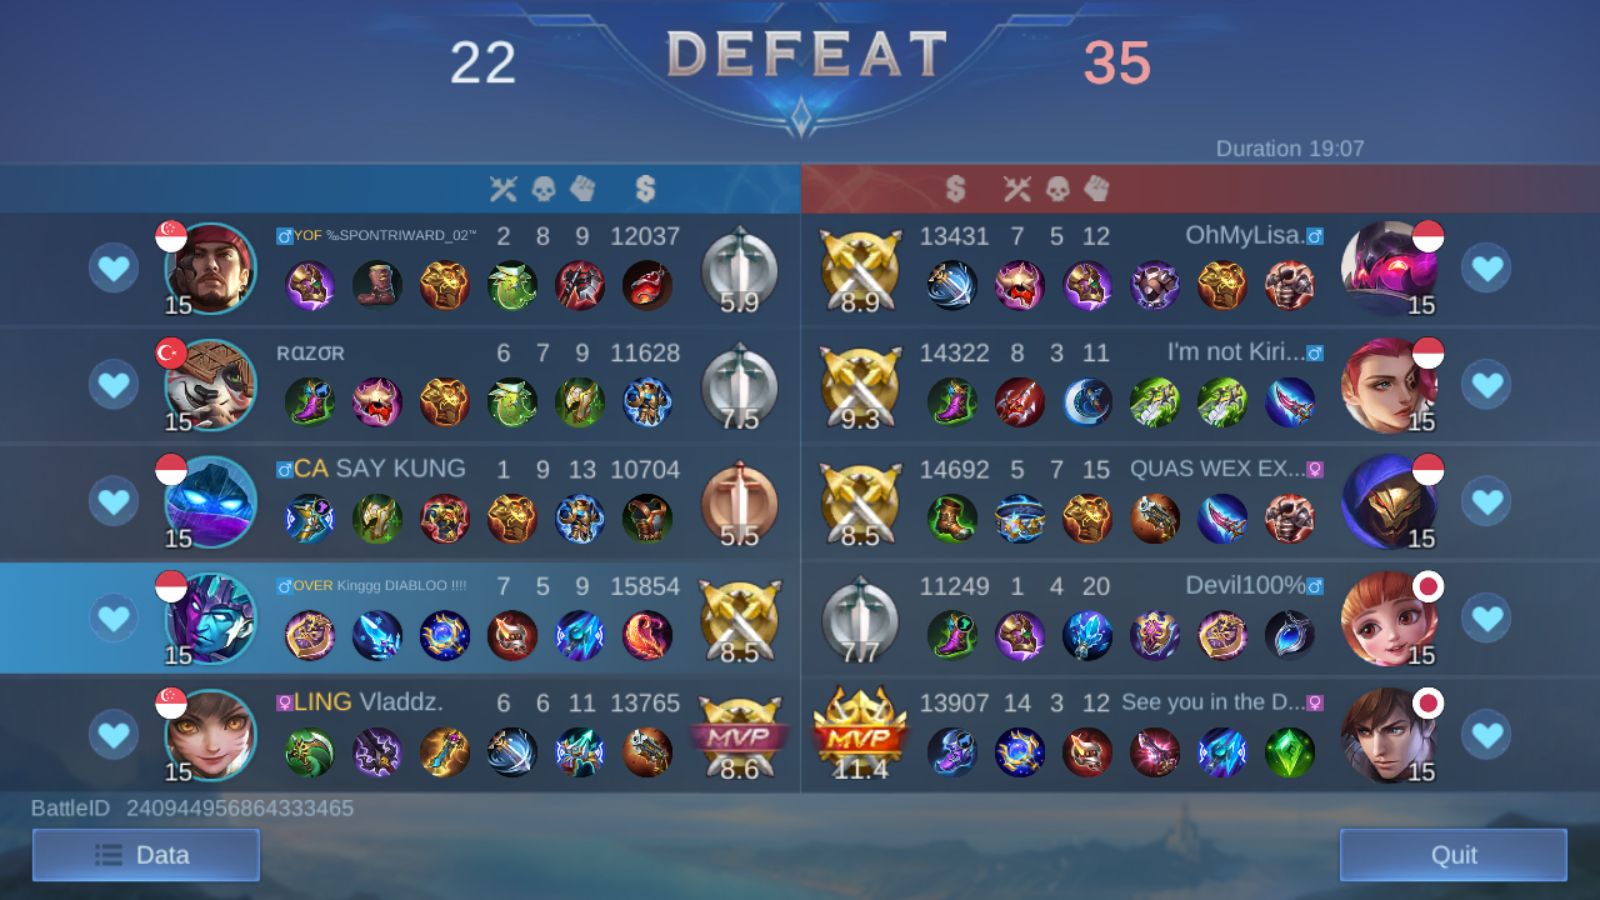 22 DEFEAT 35
Duration 19:07
YOF ‰SPONTRIWARD_02™ 2 8 9 12037
15 5.9
8.9 13431 7 5 12 OhMyLisa.
15
RɑzσR 6 7 9 11628
15 7.5
9.3 14322 8 3 11 I'm not Kiri...
15
CA SAY KUNG 1 9 13 10704
15 5.5
8.5 14692 5 7 15 QUAS WEX EX...
15
OVER Kinggg DIABLOO !!!! 7 5 9 15854
15 8.5
7.7 11249 1 4 20 Devil100%
15
LING Vladdz. 6 6 11 13765
15 MVP 8.6
MVP 11.4 13907 14 3 12 See you in the D...
15
BattleID 240944956864333465
Data
Quit